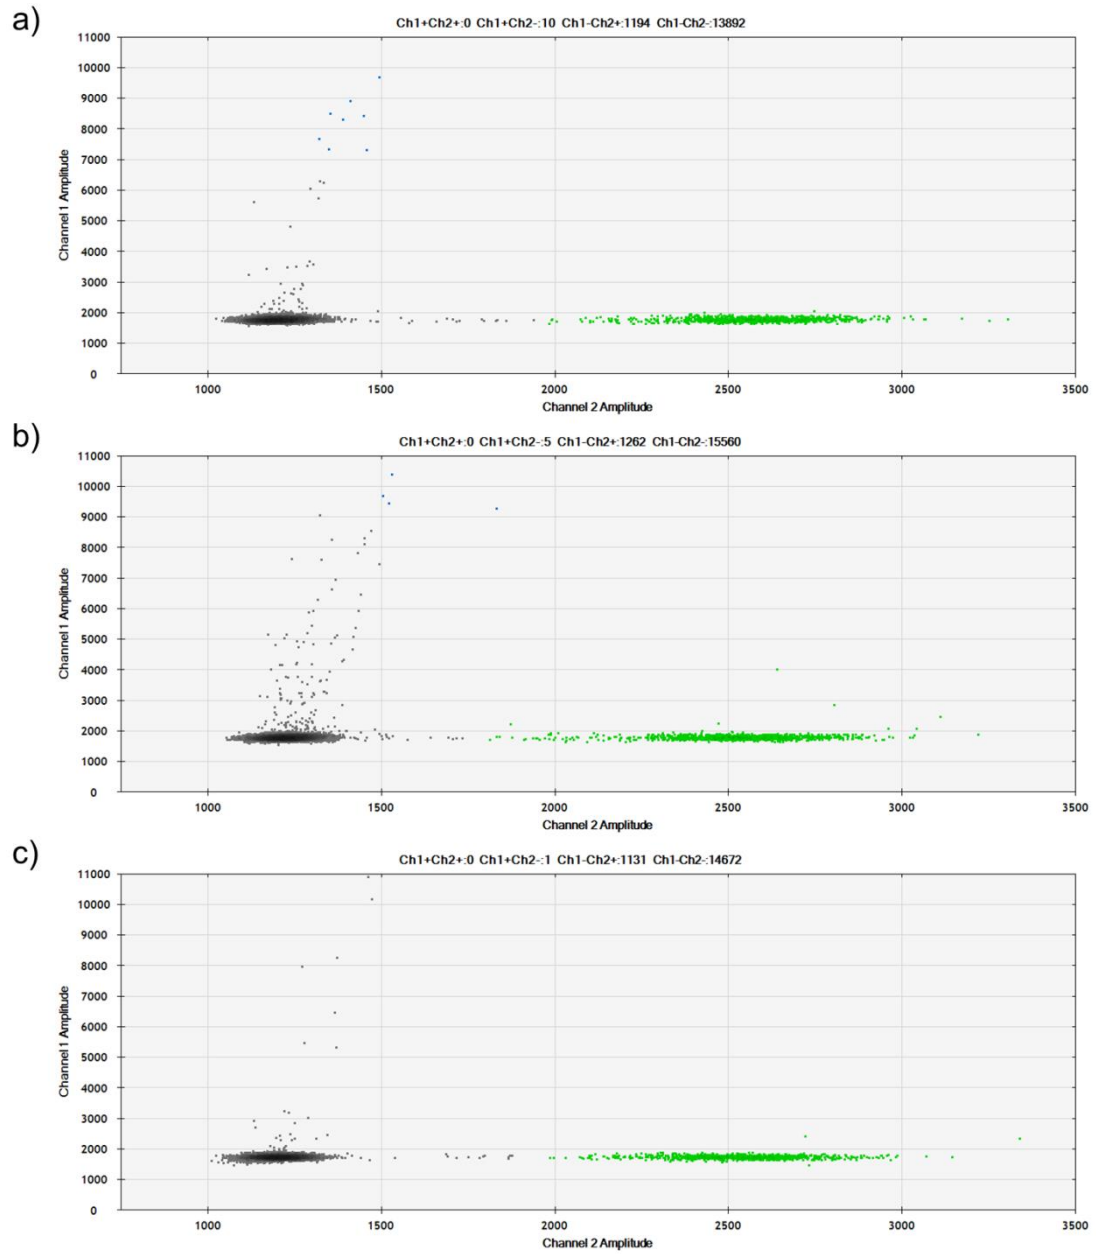 a)
Ch1+Ch2+:0 Ch1+Ch2-:10 Ch1-Ch2+:1194 Ch1-Ch2-:13892
11000
10000
9000
8000
7000
6000
5000
4000
3000
2000
1000
0
Channel 1 Amplitude
1000 1500 2000 2500 3000 3500
Channel 2 Amplitude
b)
Ch1+Ch2+:0 Ch1+Ch2-:5 Ch1-Ch2+:1262 Ch1-Ch2-:15560
11000
10000
9000
8000
7000
6000
5000
4000
3000
2000
1000
0
Channel 1 Amplitude
1000 1500 2000 2500 3000 3500
Channel 2 Amplitude
c)
Ch1+Ch2+:0 Ch1+Ch2-:1 Ch1-Ch2+:1131 Ch1-Ch2-:14672
11000
10000
9000
8000
7000
6000
5000
4000
3000
2000
1000
0
Channel 1 Amplitude
1000 1500 2000 2500 3000 3500
Channel 2 Amplitude